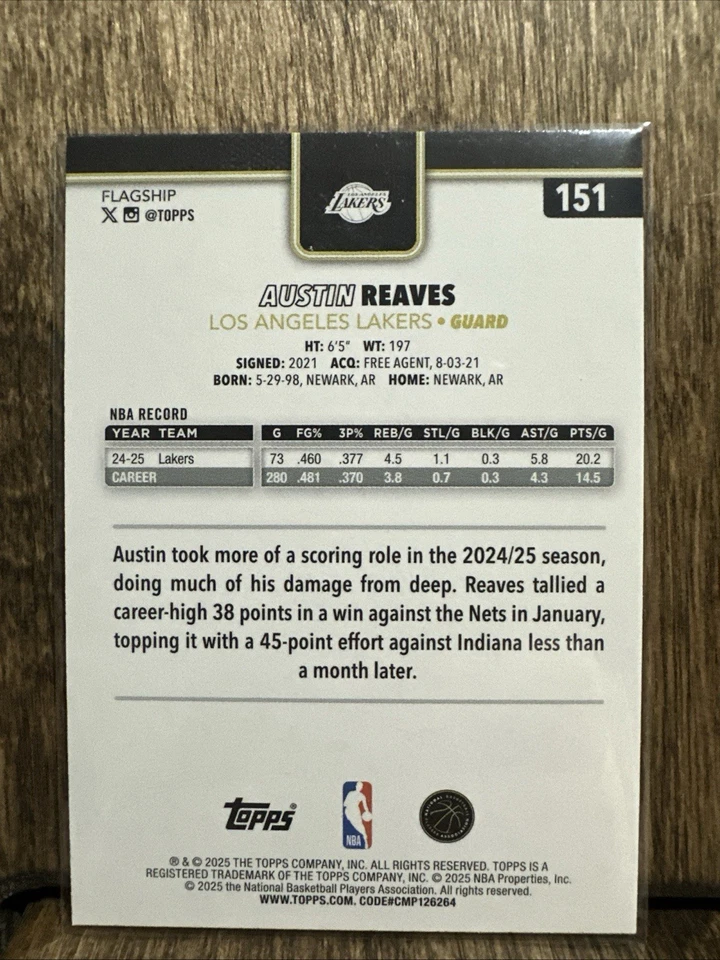 LOS ANGELES
LAKERS
FLAGSHIP
X @TOPPS
151
AUSTIN REAVES
LOS ANGELES LAKERS • GUARD
HT: 6'5" WT: 197
SIGNED: 2021 ACQ: FREE AGENT, 8-03-21
BORN: 5-29-98, NEWARK, AR HOME: NEWARK, AR
NBA RECORD
YEAR TEAM G FG% 3P% REB/G STL/G BLK/G AST/G PTS/G
24-25 Lakers 73 .460 .377 4.5 1.1 0.3 5.8 20.2
CAREER 280 .481 .370 3.8 0.7 0.3 4.3 14.5
Austin took more of a scoring role in the 2024/25 season,
doing much of his damage from deep. Reaves tallied a
career-high 38 points in a win against the Nets in January,
topping it with a 45-point effort against Indiana less than
a month later.
Topps®
NBA
® & © 2025 THE TOPPS COMPANY, INC. ALL RIGHTS RESERVED. TOPPS IS A
REGISTERED TRADEMARK OF THE TOPPS COMPANY, INC. © 2025 NBA Properties, Inc.
© 2025 the National Basketball Players Association. All rights reserved.
WWW.TOPPS.COM. CODE#CMP126264